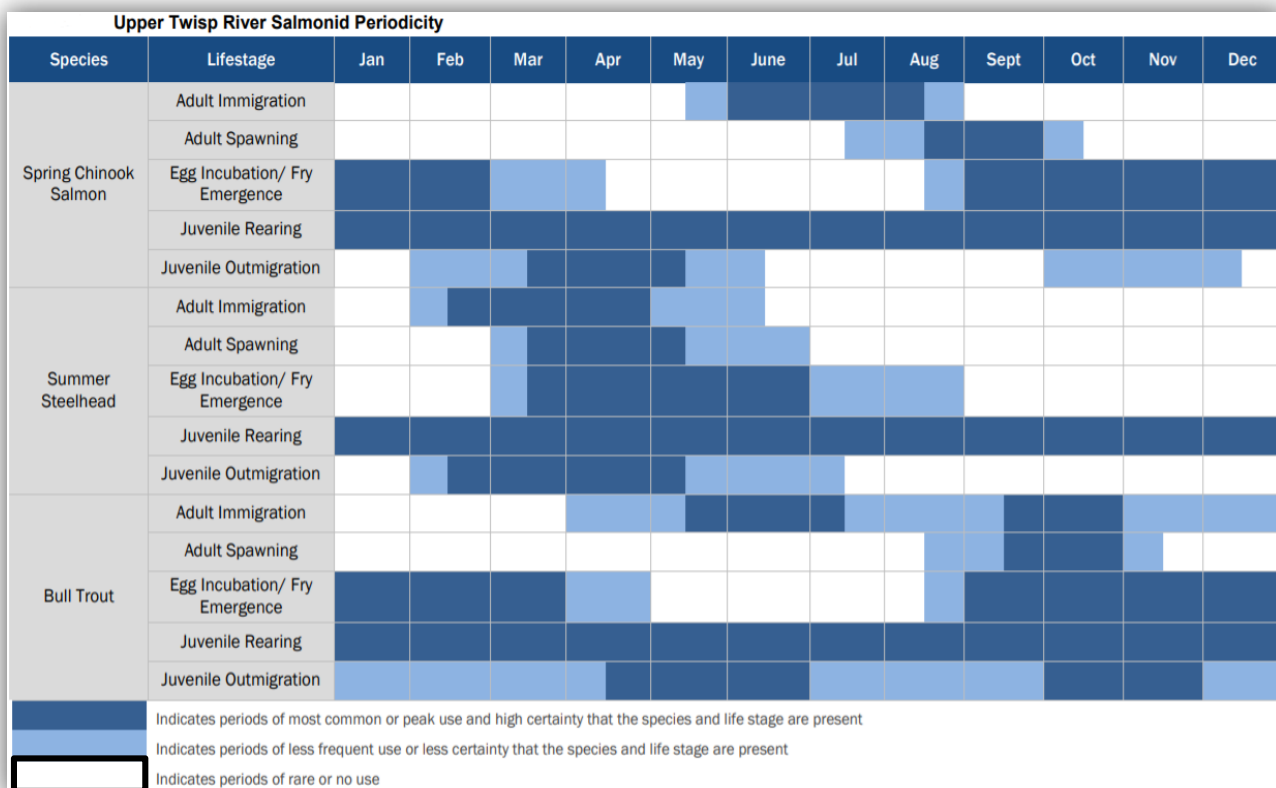 Upper Twisp River Salmonid Periodicity
Species Lifestage Jan Feb Mar Apr May June Jul Aug Sept Oct Nov Dec
Spring Chinook
Salmon
Adult Immigration
Adult Spawning
Egg Incubation/ Fry
Emergence
Juvenile Rearing
Juvenile Outmigration
Summer
Steelhead
Adult Immigration
Adult Spawning
Egg Incubation/ Fry
Emergence
Juvenile Rearing
Juvenile Outmigration
Bull Trout
Adult Immigration
Adult Spawning
Egg Incubation/ Fry
Emergence
Juvenile Rearing
Juvenile Outmigration
Indicates periods of most common or peak use and high certainty that the species and life stage are present
Indicates periods of less frequent use or less certainty that the species and life stage are present
Indicates periods of rare or no use